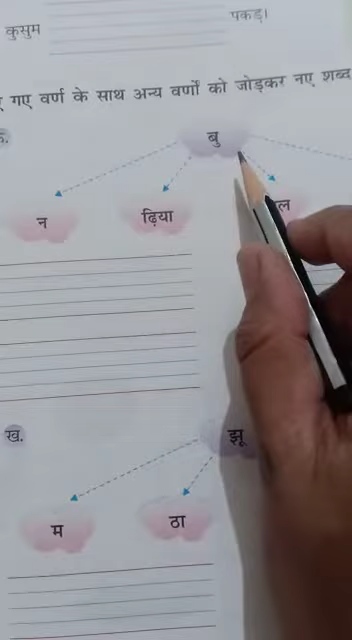 कुसुम
पकड़।
गए वर्ण के साथ अन्य वर्णों को जोड़कर नए शब्द
बु
न ढ़िया ल
ख. झू
म ठा